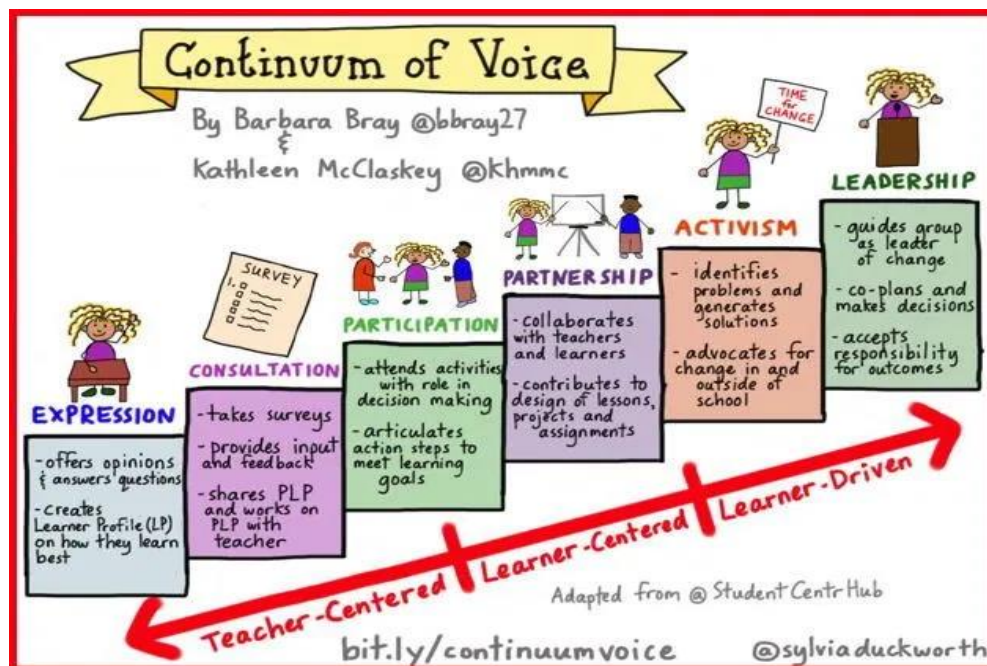 Continuum of Voice
By Barbara Bray @bbray27
&
Kathleen McClaskey @khmmc
EXPRESSION
- offers opinions
& answers questions
- creates
Learner Profile (LP)
on how they learn
best
SURVEY
1.
CONSULTATION
- takes surveys
- provides input
and feedback
- shares PLP
and works on
PLP with
teacher
PARTICIPATION
- attends activities
with role in
decision making
- articulates
action steps to
meet learning
goals
PARTNERSHIP
- collaborates
with teachers
and learners
- contributes to
design of lessons,
projects and
assignments
TIME
for
CHANGE
ACTIVISM
- identifies
problems and
generates
solutions
- advocates for
change in and
outside of
school
LEADERSHIP
- guides group
as leader
of change
- co-plans and
makes decisions
- accepts
responsibility
for outcomes
Teacher-Centered
Learner-Centered
Learner-Driven
Adapted from @StudentCentrHub
bit.ly/continuumvoice
@sylviaduckworth